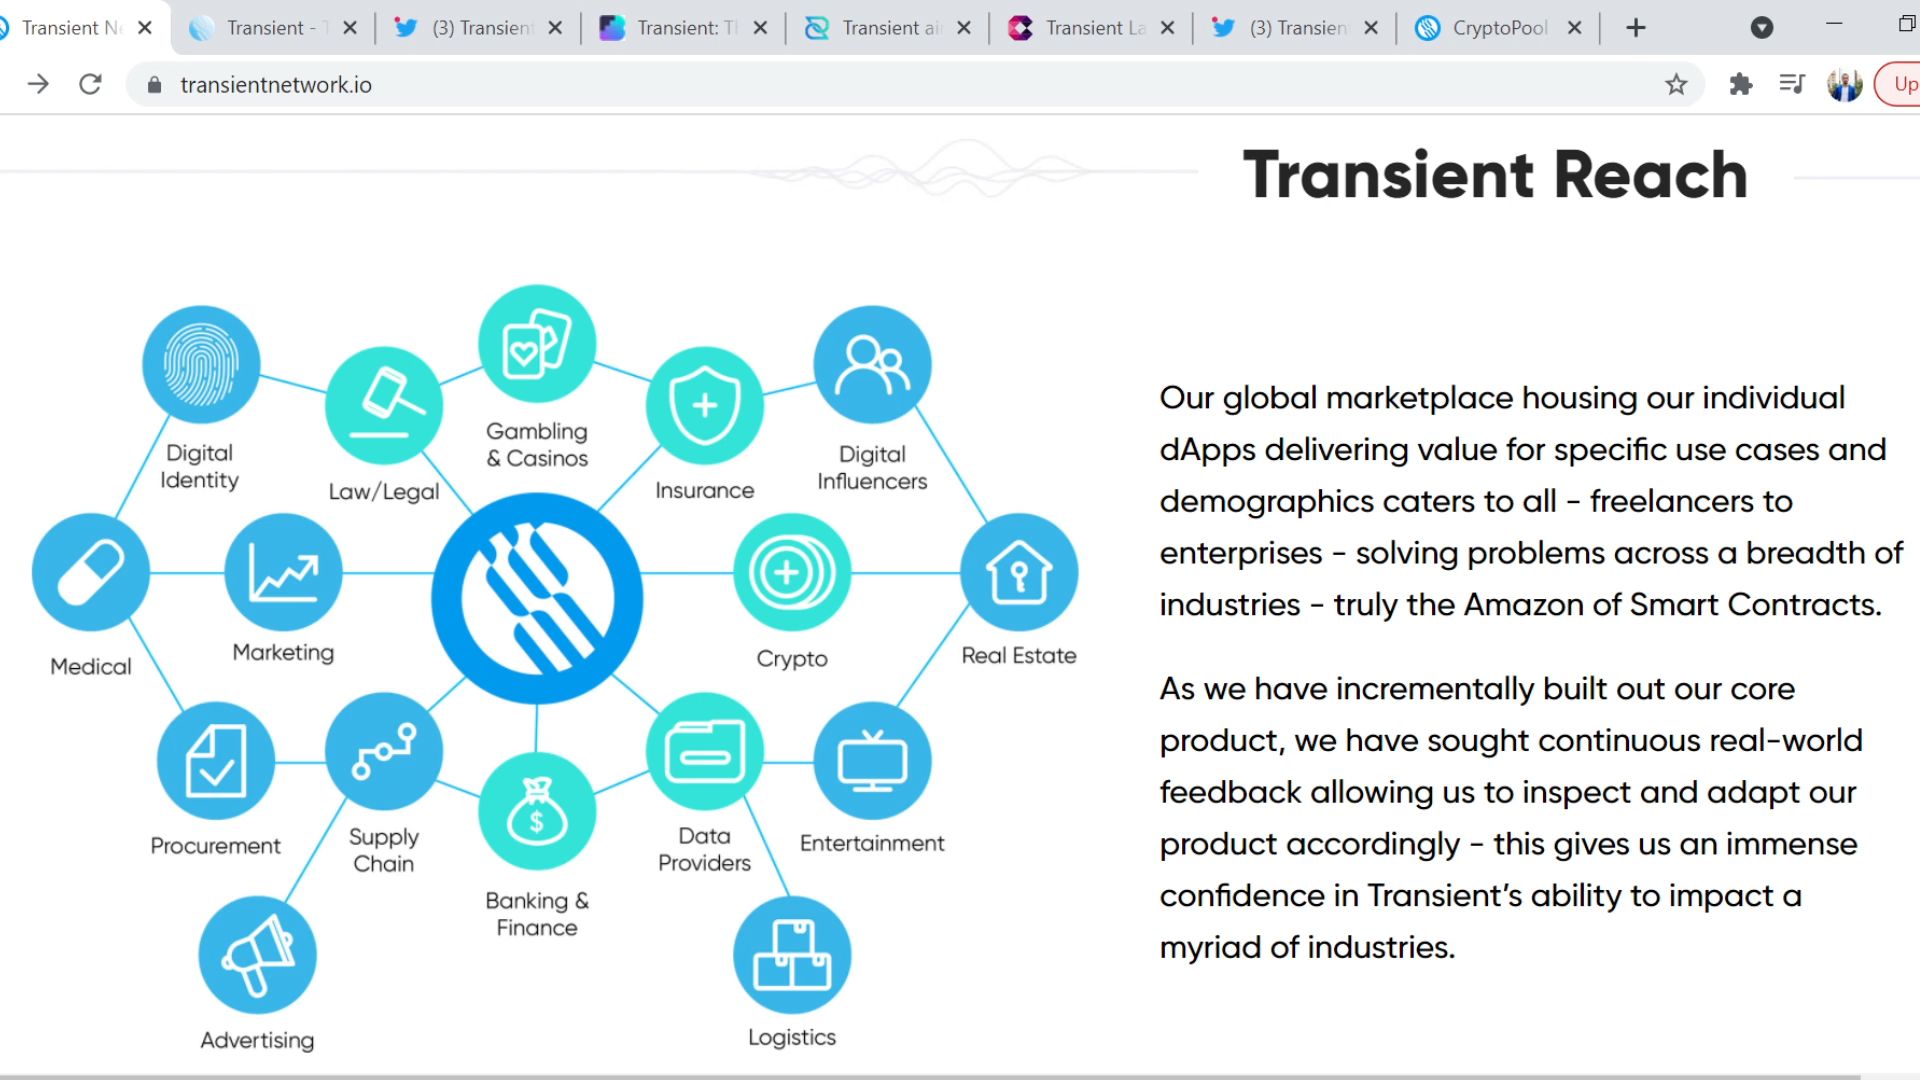 Transient Ne
Transient - T
(3) Transient
Transient: Th
Transient air
Transient La
(3) Transient
CryptoPool
transientnetwork.io
Up
Transient Reach
Digital
Identity
Law/Legal
Gambling
& Casinos
Insurance
Digital
Influencers
Medical
Marketing
Crypto
Real Estate
Procurement
Supply
Chain
$
Banking &
Finance
Data
Providers
Entertainment
Advertising
Logistics
Our global marketplace housing our individual
dApps delivering value for specific use cases and
demographics caters to all - freelancers to
enterprises - solving problems across a breadth of
industries - truly the Amazon of Smart Contracts.
As we have incrementally built out our core
product, we have sought continuous real-world
feedback allowing us to inspect and adapt our
product accordingly - this gives us an immense
confidence in Transient's ability to impact a
myriad of industries.